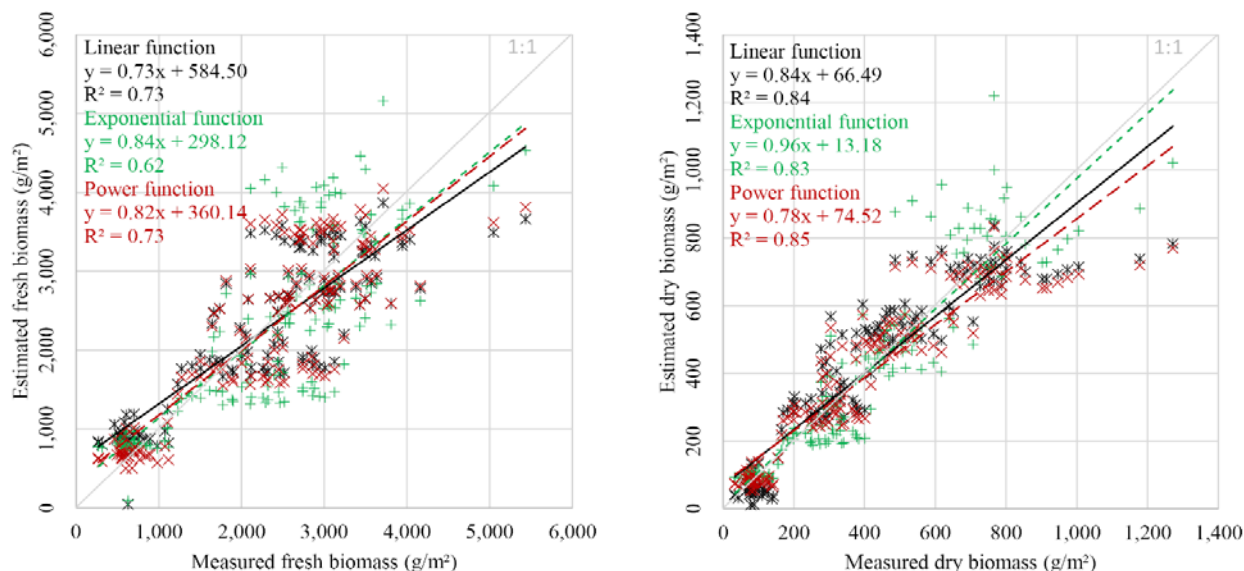 6,000
5,000
4,000
3,000
2,000
1,000
0
Estimated fresh biomass (g/m²)
Linear function
y = 0.73x + 584.50
R² = 0.73
Exponential function
y = 0.84x + 298.12
R² = 0.62
Power function
y = 0.82x + 360.14
R² = 0.73
1:1
0 1,000 2,000 3,000 4,000 5,000 6,000
Measured fresh biomass (g/m²)
1,400
1,200
1,000
800
600
400
200
0
Estimated dry biomass (g/m²)
Linear function
y = 0.84x + 66.49
R² = 0.84
Exponential function
y = 0.96x + 13.18
R² = 0.83
Power function
y = 0.78x + 74.52
R² = 0.85
1:1
0 200 400 600 800 1,000 1,200 1,400
Measured dry biomass (g/m²)